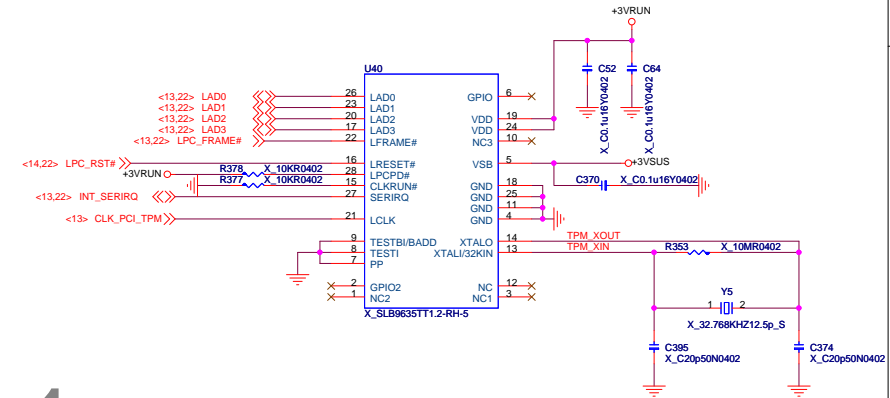 +3VRUN
U40
C52
C64
X_C0.1u16Y0402
X_C0.1u16Y0402
<13,22> LAD0 26 LAD0 GPIO 6
<13,22> LAD1 23 LAD1
<13,22> LAD2 20 LAD2 VDD 19
<13,22> LAD3 17 LAD3 VDD 24
<13,22> LPC_FRAME# 22 LFRAME# NC3 10
<14,22> LPC_RST# 16 LRESET# VSB 5 +3VSUS
+3VRUN R378 X_10KR0402 28 LPCPD#
R377 X_10KR0402 15 CLKRUN# GND 18 C370 X_C0.1u16Y0402
<13,22> INT_SERIRQ 27 SERIRQ GND 25
GND 11
<13> CLK_PCI_TPM 21 LCLK GND 4
9 TESTBI/BADD XTALO 14 TPM_XOUT
8 TESTI XTALI/32KIN 13 TPM_XIN R353 X_10MR0402
7 PP
2 GPIO2 NC 12
1 NC2 NC1 3
X_SLB9635TT1.2-RH-5
Y5
1 2
X_32.768KHZ12.5p_S
C395
X_C20p50N0402
C374
X_C20p50N0402